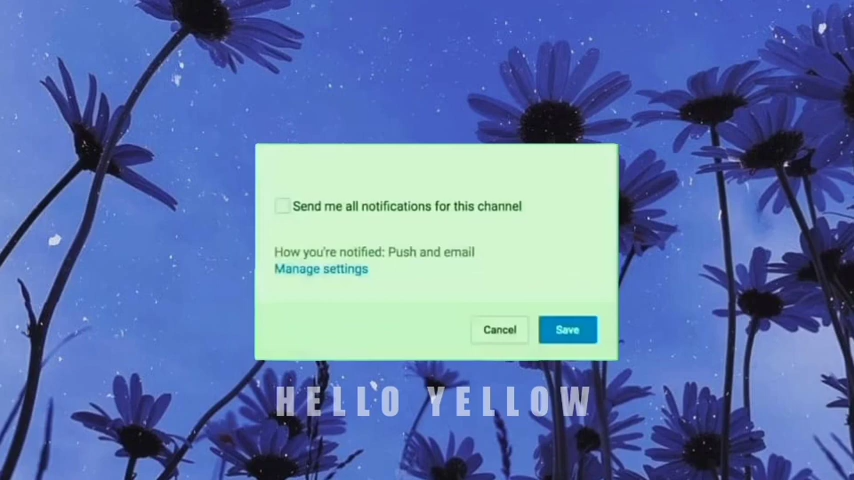 Send me all notifications for this channel
How you're notified: Push and email
Manage settings
Cancel Save
HELLO YELLOW